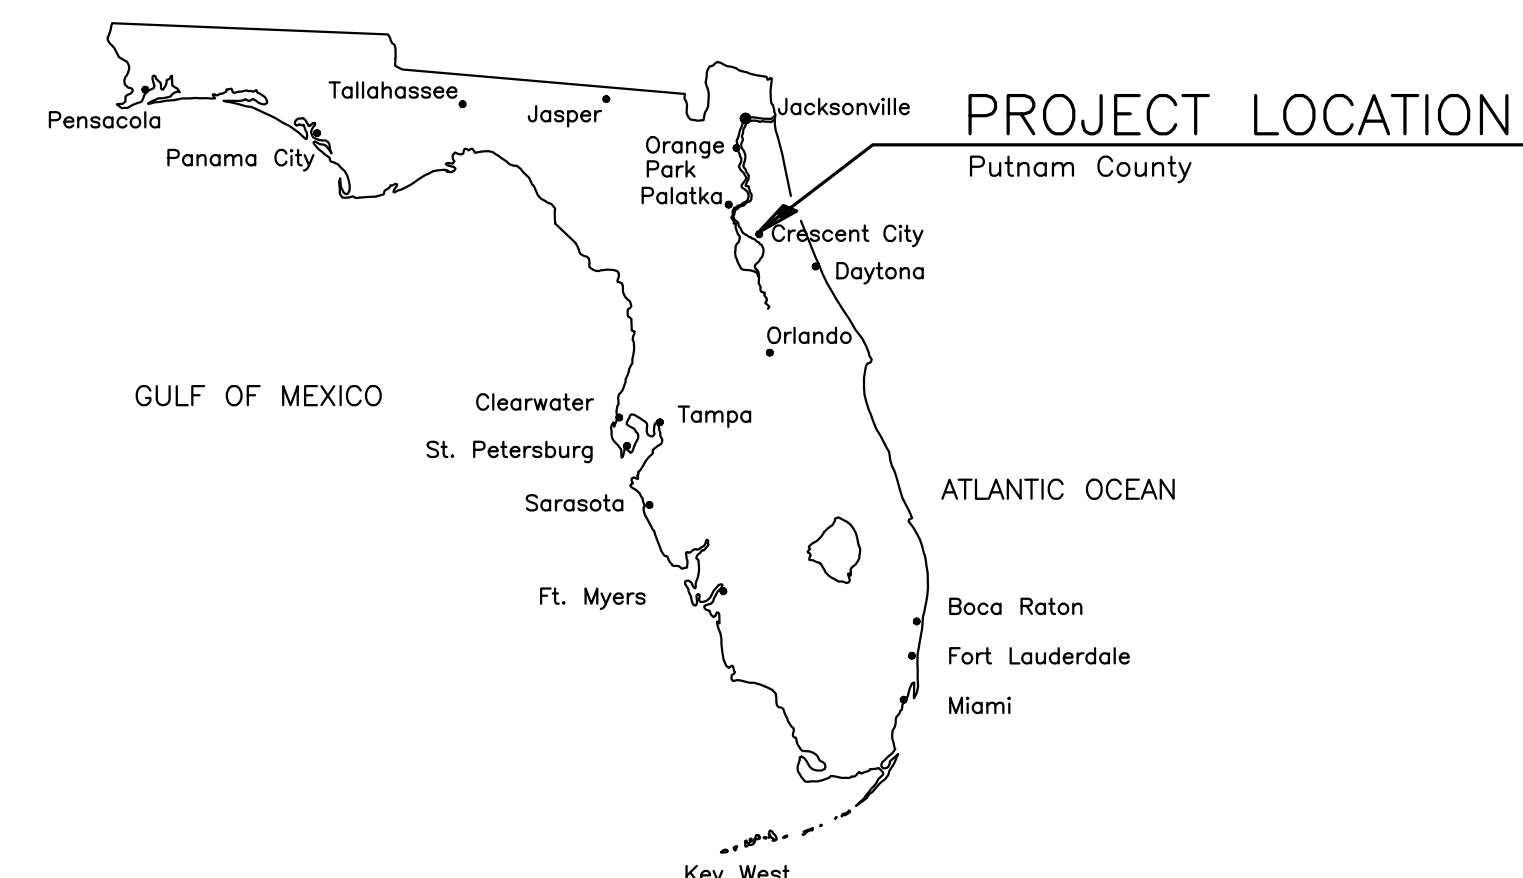 PROJECT LOCATION
Putnam County
Tallahassee
Jasper
Jacksonville
Pensacola
Panama City
Orange
Park
Palatka
Crescent City
Daytona
Orlando
GULF OF MEXICO
Clearwater
Tampa
St. Petersburg
ATLANTIC OCEAN
Sarasota
Ft. Myers
Boca Raton
Fort Lauderdale
Miami
Key West